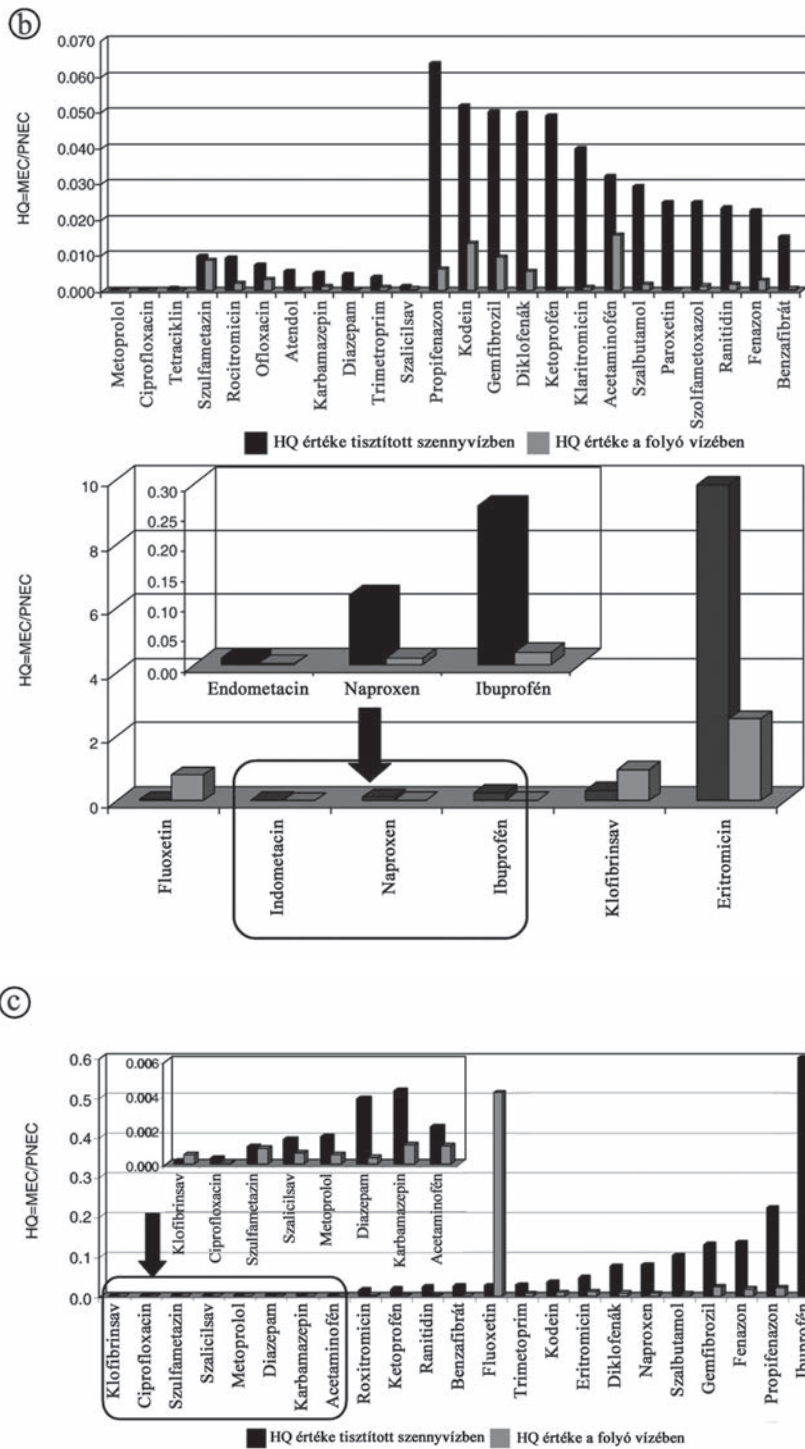 b
0.070
0.060
0.050
0.040
0.030
0.020
0.010
0.000
HQ=MEC/PNEC
Metoprolol
Ciprofloxacin
Tetraciklin
Szulfametazin
Rocitromicin
Ofloxacin
Atendol
Karbamazepin
Diazepam
Trimetroprim
Szalicilsav
Propifenazon
Kodein
Gemfibrozil
Diklofenák
Ketoprofén
Klaritromicin
Acetaminofén
Szalbutamol
Paroxetin
Szolfametoxazol
Ranitidin
Fenazon
Benzafibrát
HQ értéke tisztított szennyvízben HQ értéke a folyó vízében
10
8
6
4
2
0
HQ=MEC/PNEC
0.30
0.25
0.20
0.15
0.10
0.05
0.00
Endometacin Naproxen Ibuprofén
Fluoxetin
Indometacin
Naproxen
Ibuprofén
Klofibrinsav
Eritromicin
c
0.6
0.5
0.4
0.3
0.2
0.1
0.0
HQ=MEC/PNEC
0.006
0.004
0.002
0.000
Klofibrinsav
Ciprofloxacin
Szulfametazin
Szalicilsav
Metoprolol
Diazepam
Karbamazepin
Acetaminofén
Klofibrinsav
Ciprofloxacin
Szulfametazin
Szalicilsav
Metoprolol
Diazepam
Karbamazepin
Acetaminofén
Roxitromicin
Ketoprofén
Ranitidin
Benzafibrát
Fluoxetin
Trimetoprim
Kodein
Eritromicin
Diklofenák
Naproxen
Szalbutamol
Gemfibrozil
Fenazon
Propifenazon
Ibuprofén
HQ értéke tisztított szennyvízben HQ értéke a folyó vízében